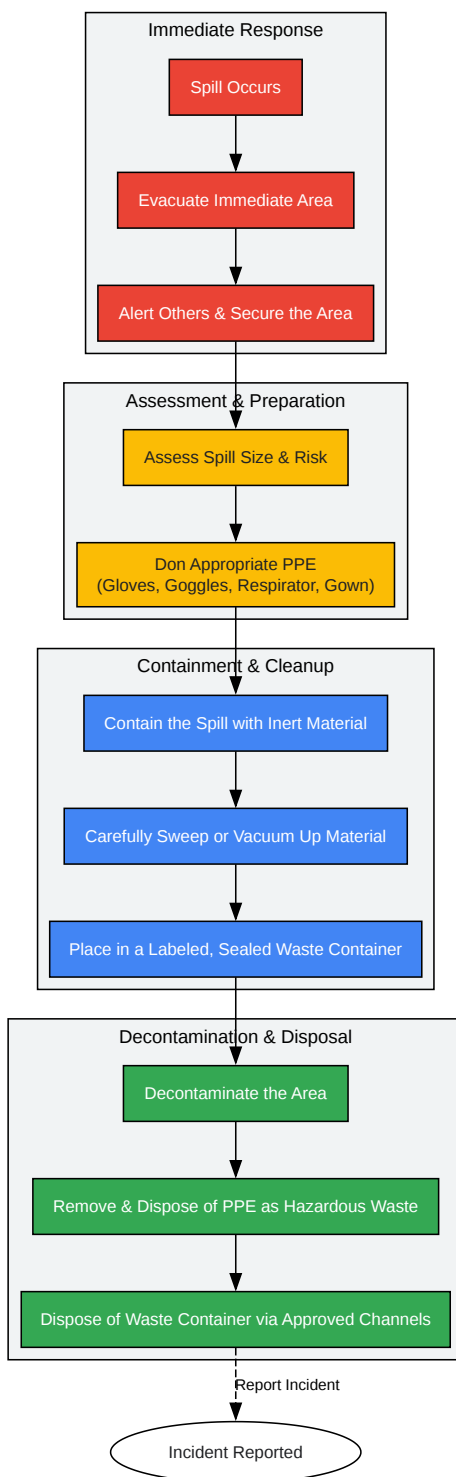 Immediate Response
Spill Occurs
Evacuate Immediate Area
Alert Others & Secure the Area
Assessment & Preparation
Assess Spill Size & Risk
Don Appropriate PPE
(Gloves, Goggles, Respirator, Gown)
Containment & Cleanup
Contain the Spill with Inert Material
Carefully Sweep or Vacuum Up Material
Place in a Labeled, Sealed Waste Container
Decontamination & Disposal
Decontaminate the Area
Remove & Dispose of PPE as Hazardous Waste
Dispose of Waste Container via Approved Channels
Report Incident
Incident Reported